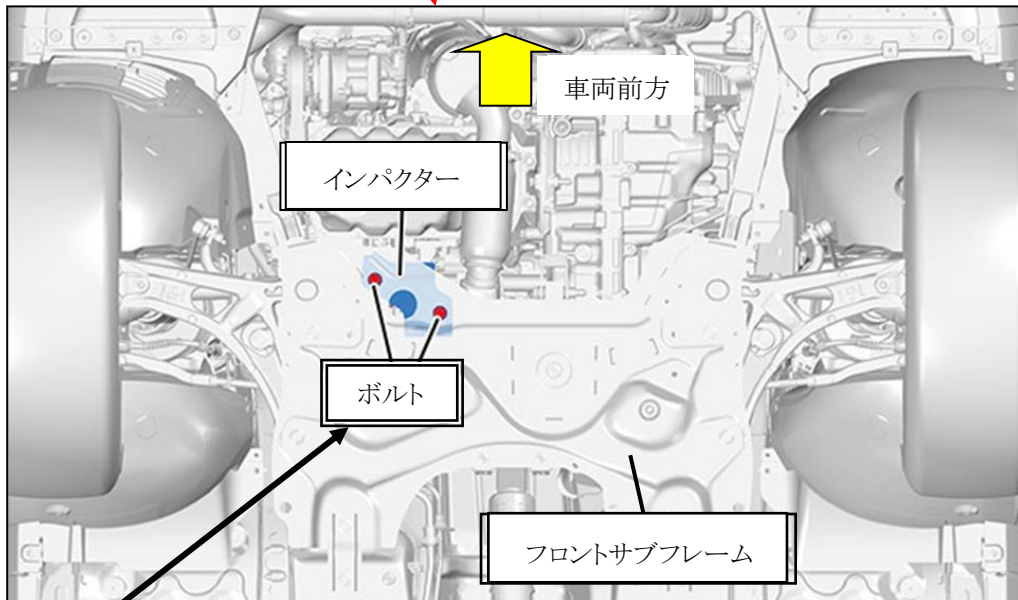 車両前方
インパクター
ボルト
フロントサブフレーム